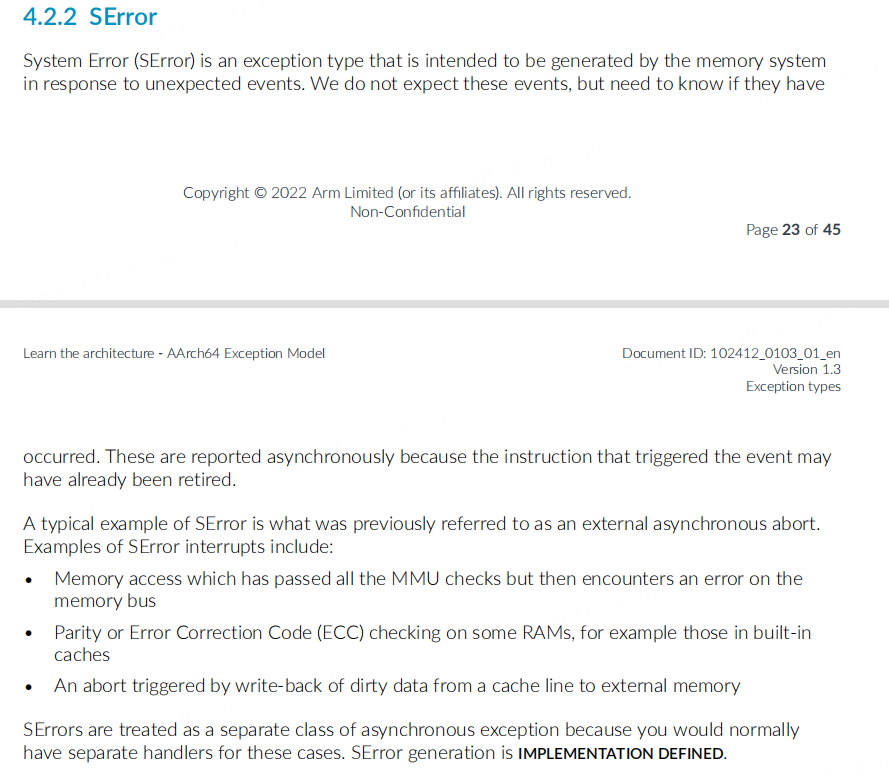 4.2.2 SError
System Error (SError) is an exception type that is intended to be generated by the memory system
in response to unexpected events. We do not expect these events, but need to know if they have
Copyright © 2022 Arm Limited (or its affiliates). All rights reserved.
Non-Confidential
Page 23 of 45
Learn the architecture - AArch64 Exception Model
Document ID: 102412_0103_01_en
Version 1.3
Exception types
occurred. These are reported asynchronously because the instruction that triggered the event may
have already been retired.
A typical example of SError is what was previously referred to as an external asynchronous abort.
Examples of SError interrupts include:
• Memory access which has passed all the MMU checks but then encounters an error on the
memory bus
• Parity or Error Correction Code (ECC) checking on some RAMs, for example those in built-in
caches
• An abort triggered by write-back of dirty data from a cache line to external memory
SErrors are treated as a separate class of asynchronous exception because you would normally
have separate handlers for these cases. SError generation is IMPLEMENTATION DEFINED.